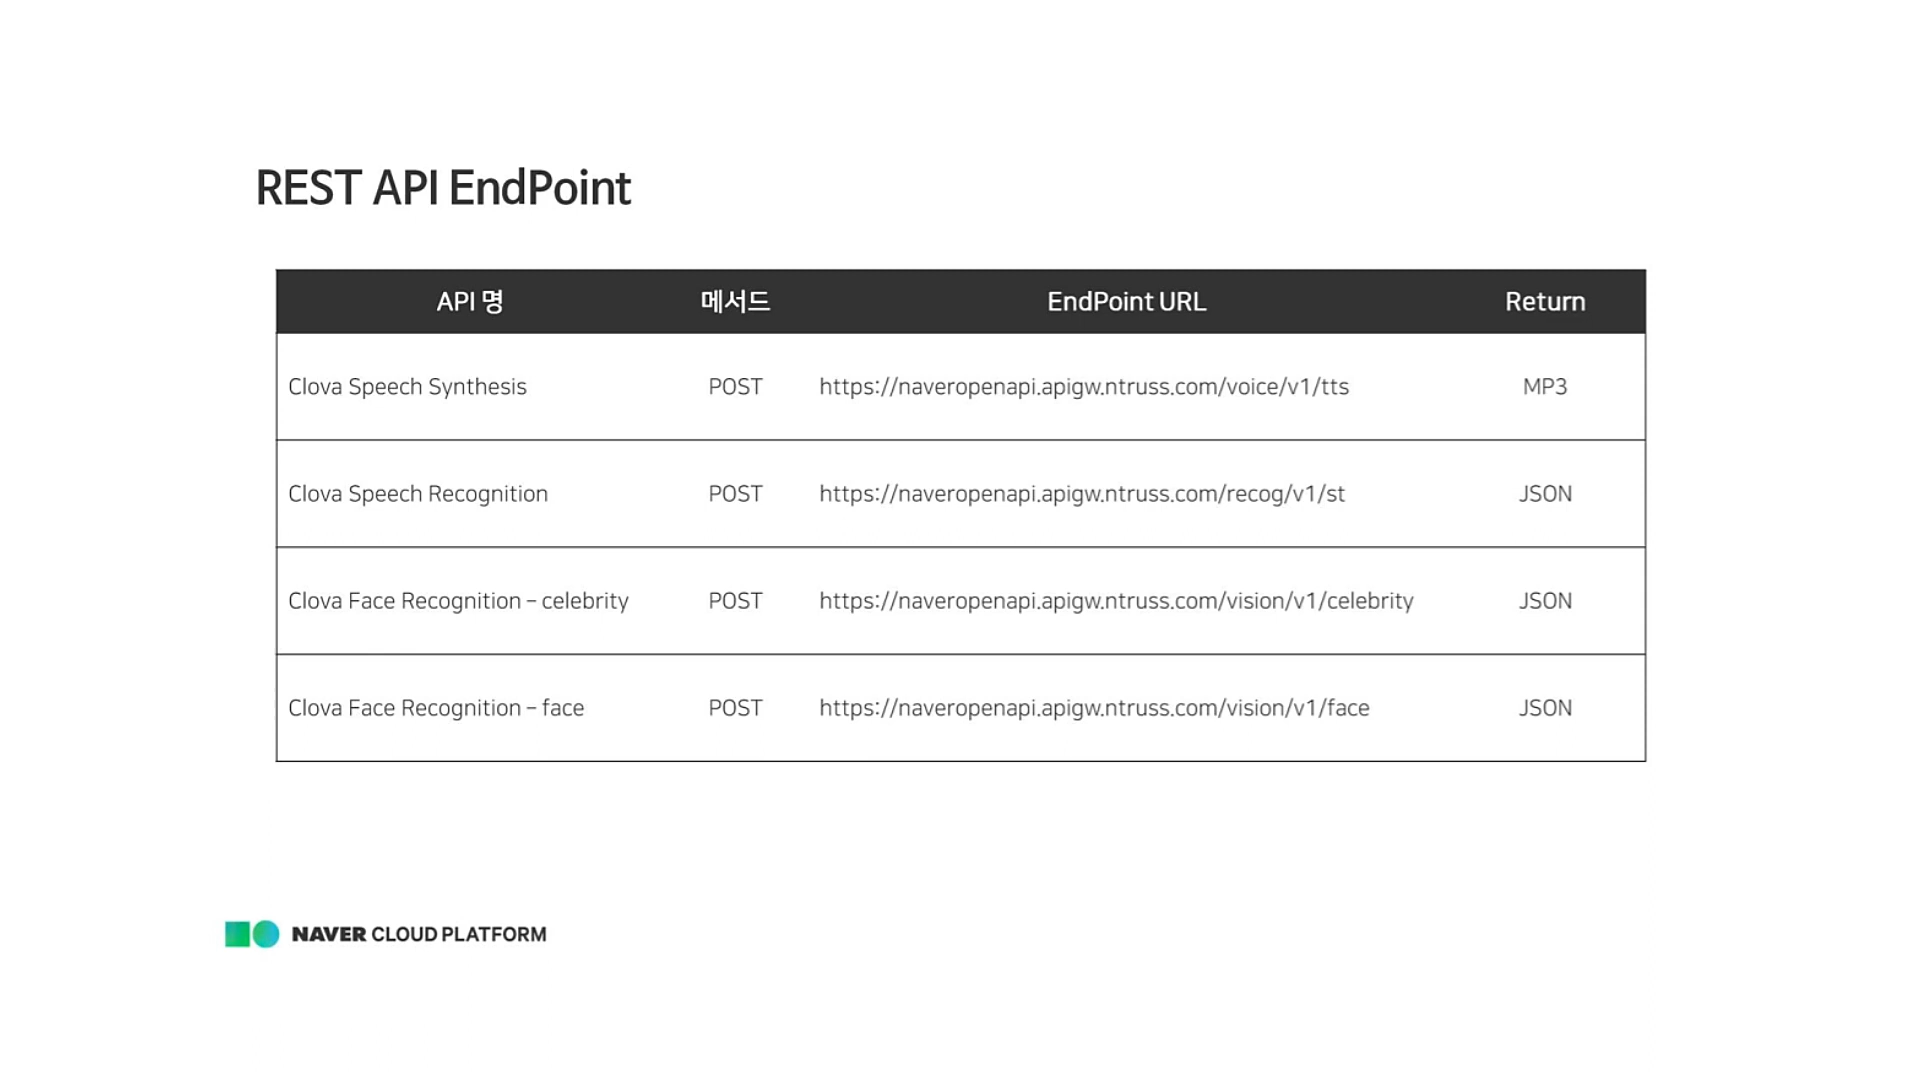 REST API EndPoint
API 명 메서드 EndPoint URL Return
Clova Speech Synthesis POST https://naveropenapi.apigw.ntruss.com/voice/v1/tts MP3
Clova Speech Recognition POST https://naveropenapi.apigw.ntruss.com/recog/v1/st JSON
Clova Face Recognition – celebrity POST https://naveropenapi.apigw.ntruss.com/vision/v1/celebrity JSON
Clova Face Recognition – face POST https://naveropenapi.apigw.ntruss.com/vision/v1/face JSON
NAVER CLOUD PLATFORM